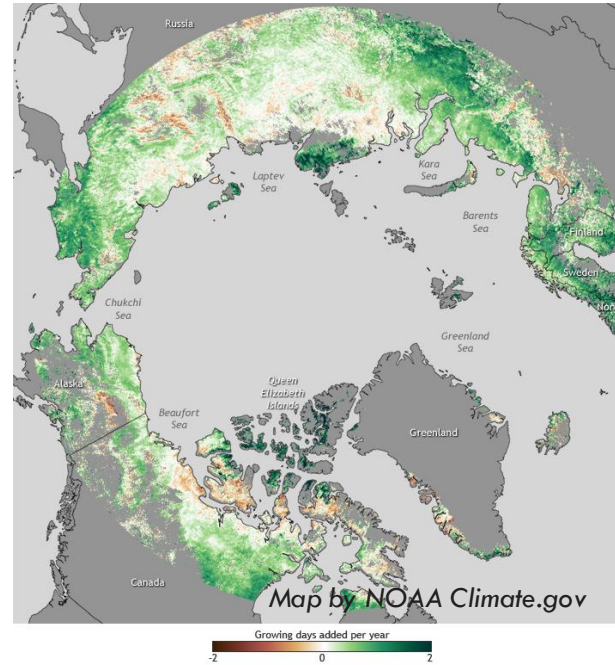 Russia
Laptev
Sea
Kara
Sea
Barents
Sea
Finland
Sweden
Chukchi
Sea
Greenland
Sea
Alaska
Queen
Elizabeth
Islands
Beaufort
Sea
Greenland
Canada
Map by NOAA Climate.gov
Growing days added per year
-2
0
2